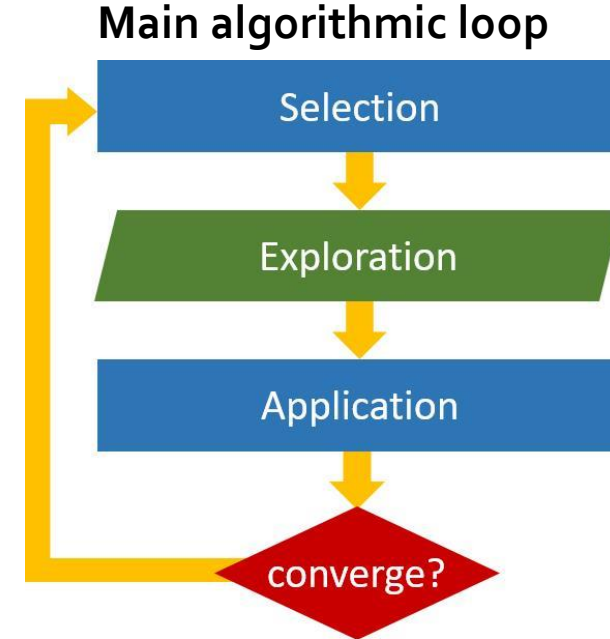 Main algorithmic loop
Selection
Exploration
Application
converge?